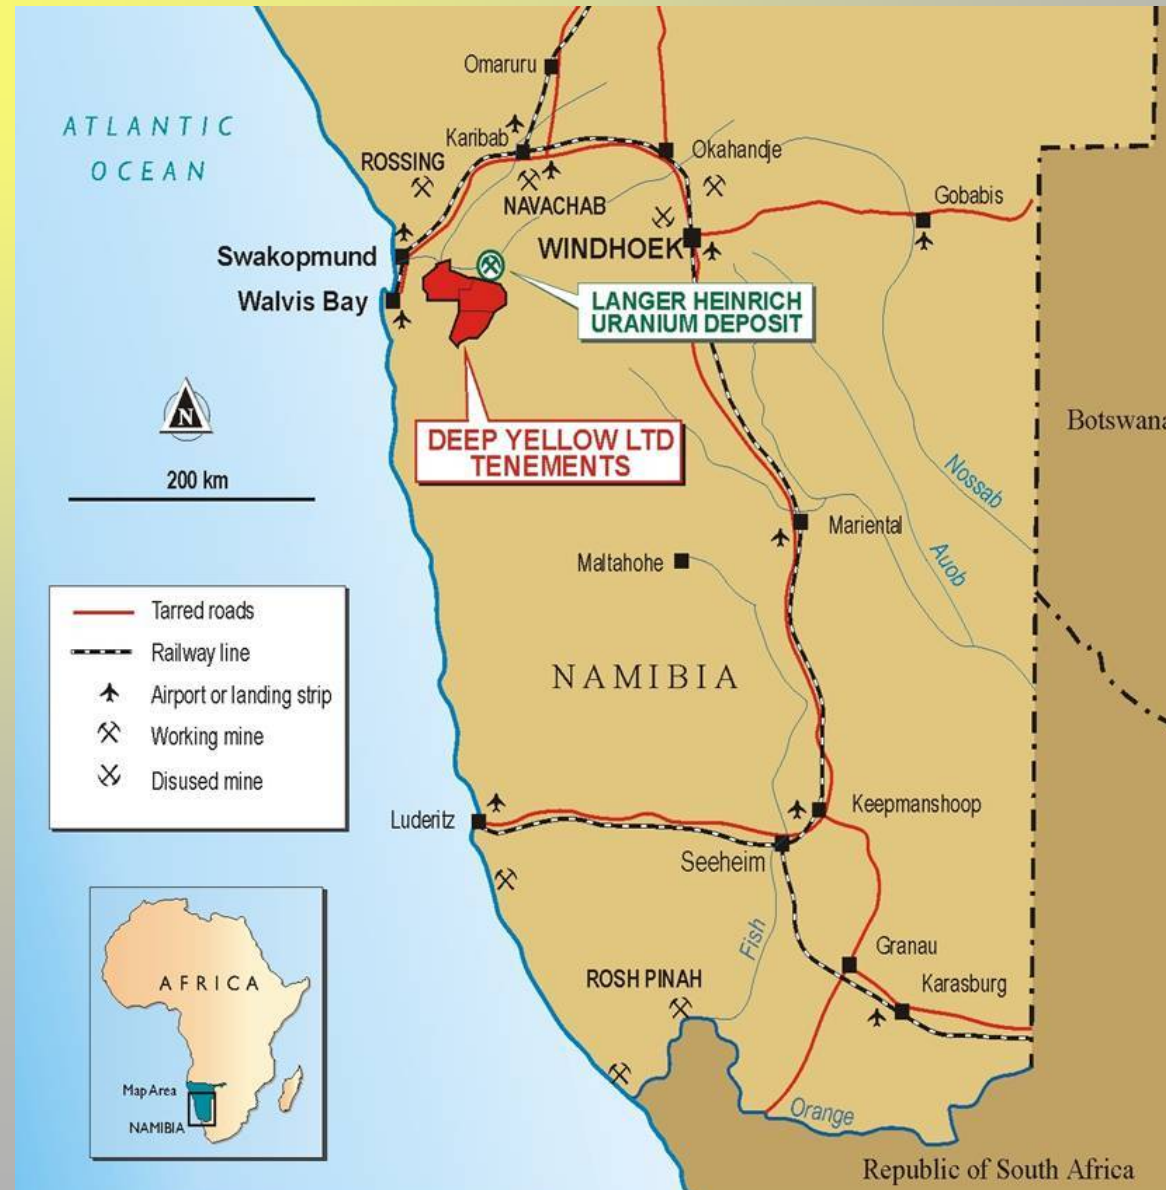 Omaruru
ATLANTIC
OCEAN
Karibab
Okahandje
ROSSING
NAVACHAB
Gobabis
Swakopmund
WINDHOEK
Walvis Bay
LANGER HEINRICH
URANIUM DEPOSIT
N
DEEP YELLOW LTD
TENEMENTS
Botswana
200 km
Nossab
Mariental
Auob
Maltahohe
Tarred roads
Railway line
Airport or landing strip
Working mine
Disused mine
NAMIBIA
Luderitz
Keepmanshoop
Seeheim
Fish
Granau
ROSH PINAH
Karasburg
AFRICA
Map Area
NAMIBIA
Orange
Republic of South Africa